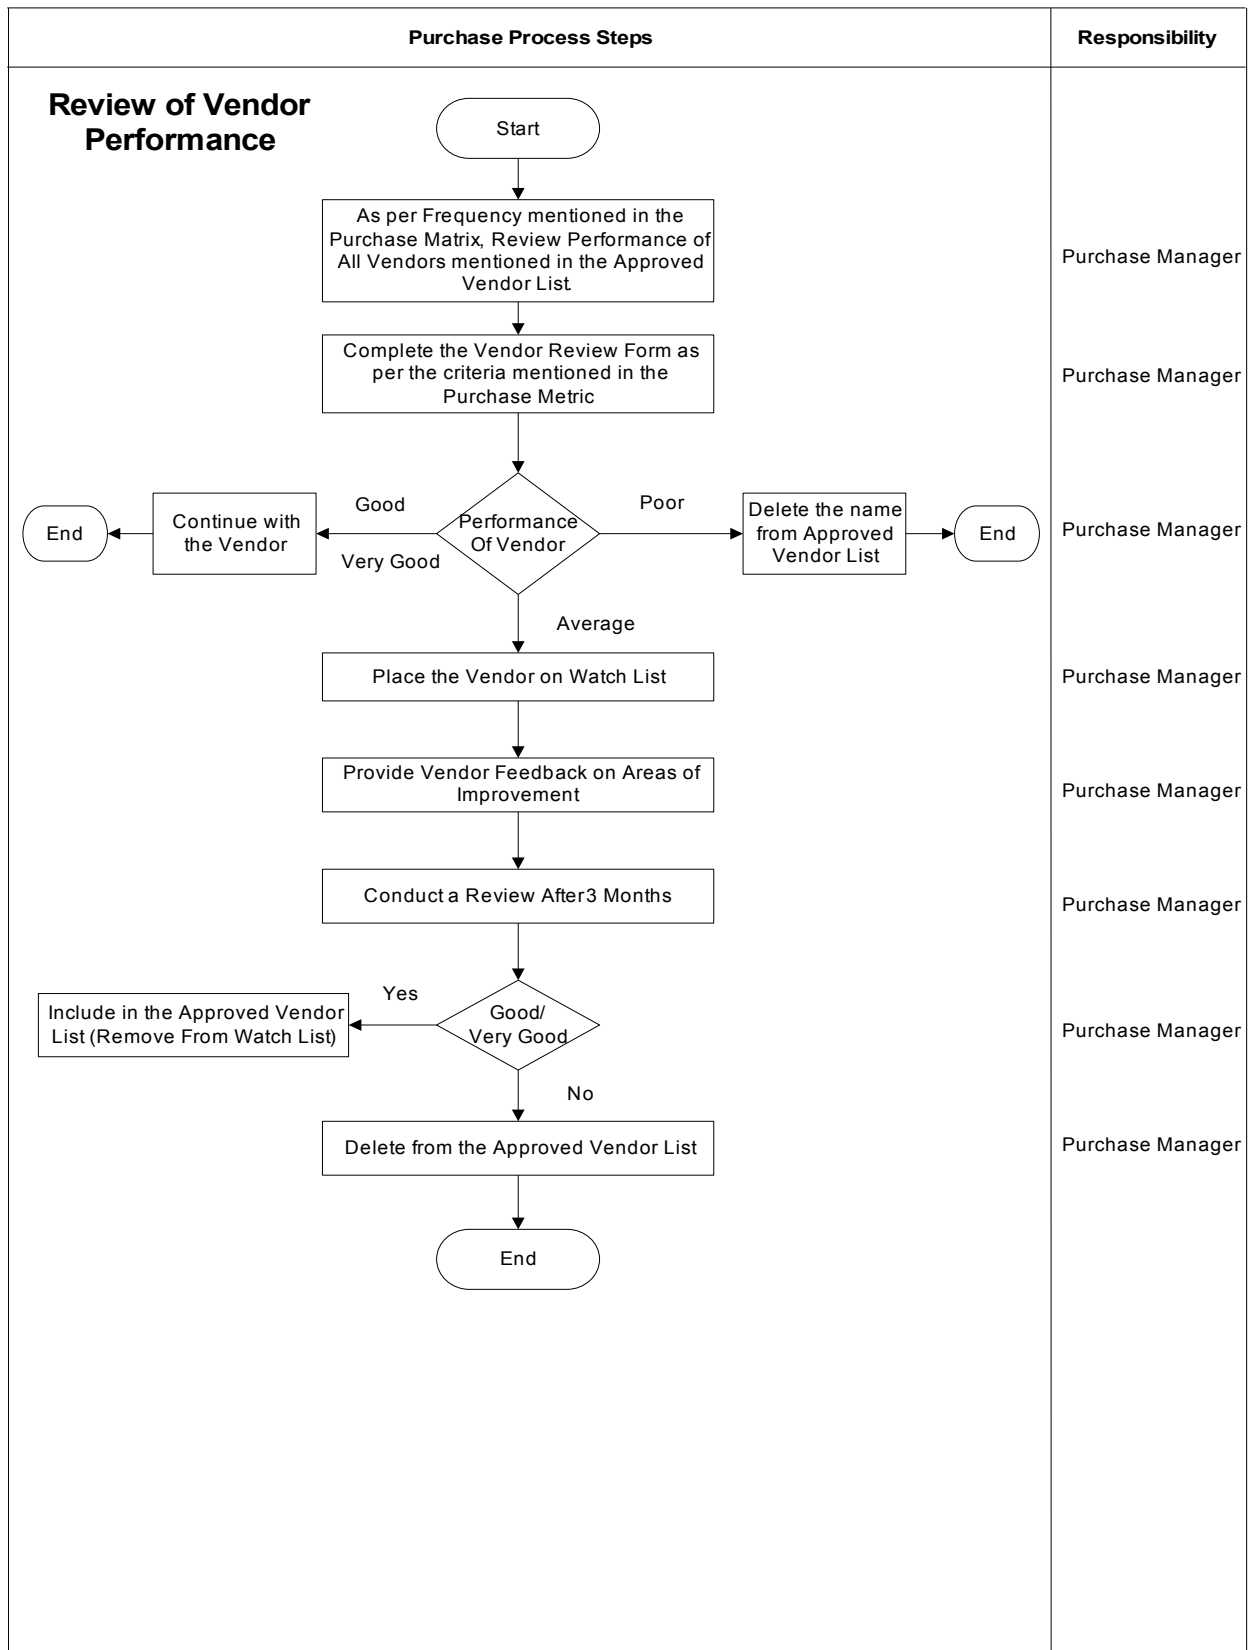 Purchase Process Steps
Responsibility
Review of Vendor
Performance
Start
As per Frequency mentioned in the
Purchase Matrix, Review Performance of
All Vendors mentioned in the Approved
Vendor List.
Purchase Manager
Complete the Vendor Review Form as
per the criteria mentioned in the
Purchase Metric
Purchase Manager
End
Continue with
the Vendor
Good
Very Good
Performance
Of Vendor
Poor
Delete the name
from Approved
Vendor List
End
Purchase Manager
Average
Place the Vendor on Watch List
Purchase Manager
Provide Vendor Feedback on Areas of
Improvement
Purchase Manager
Conduct a Review After 3 Months
Purchase Manager
Include in the Approved Vendor
List (Remove From Watch List)
Yes
Good/
Very Good
Purchase Manager
No
Delete from the Approved Vendor List
Purchase Manager
End